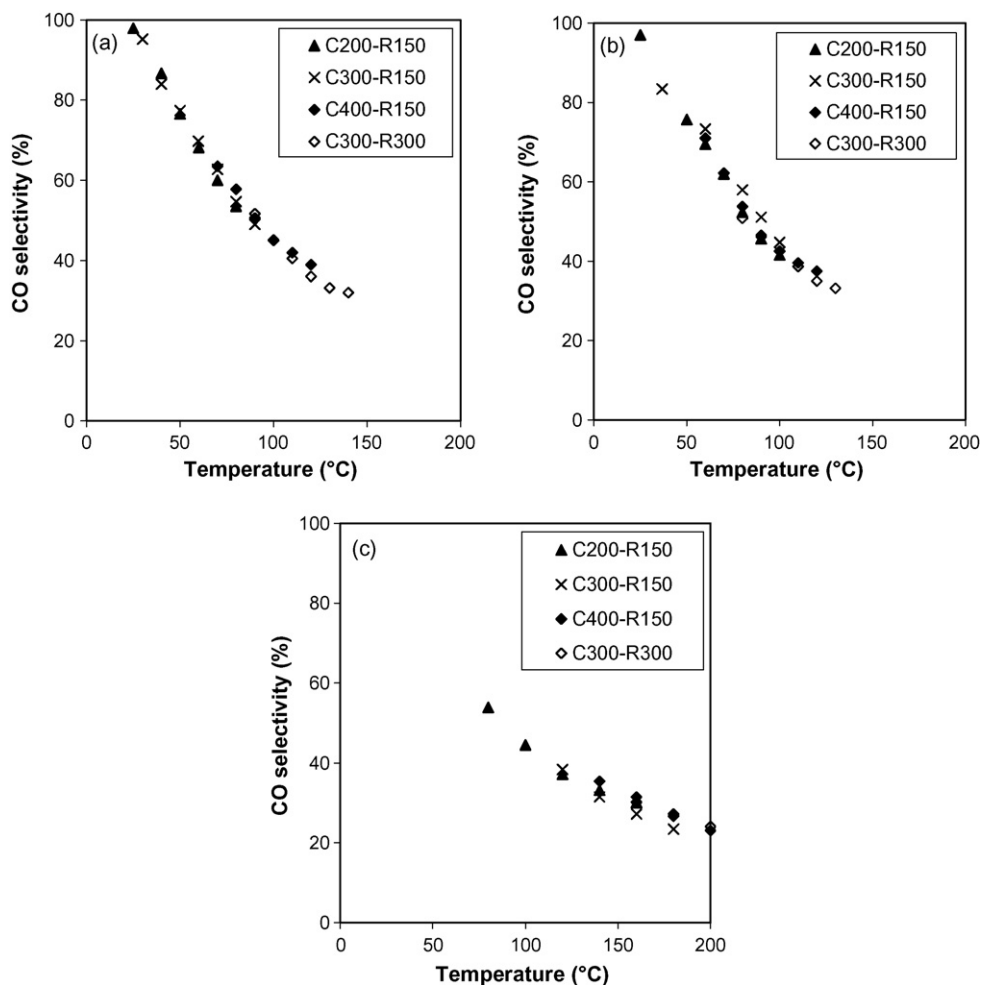 (a)
C200-R150
C300-R150
C400-R150
C300-R300
100
80
60
40
20
0
CO selectivity (%)
0 50 100 150 200
Temperature (°C)
(b)
C200-R150
C300-R150
C400-R150
C300-R300
100
80
60
40
20
0
CO selectivity (%)
0 50 100 150 200
Temperature (°C)
(c)
C200-R150
C300-R150
C400-R150
C300-R300
100
80
60
40
20
0
CO selectivity (%)
0 50 100 150 200
Temperature (°C)